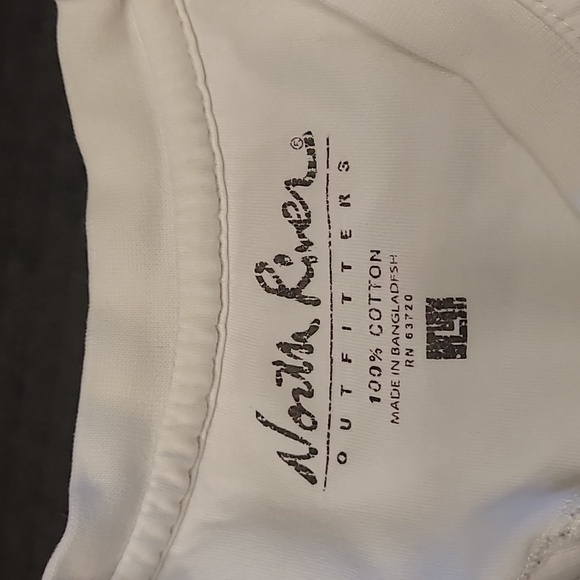 North River®
OUTFITTERS
100% COTTON
MADE IN BANGLADESH
RN 63720